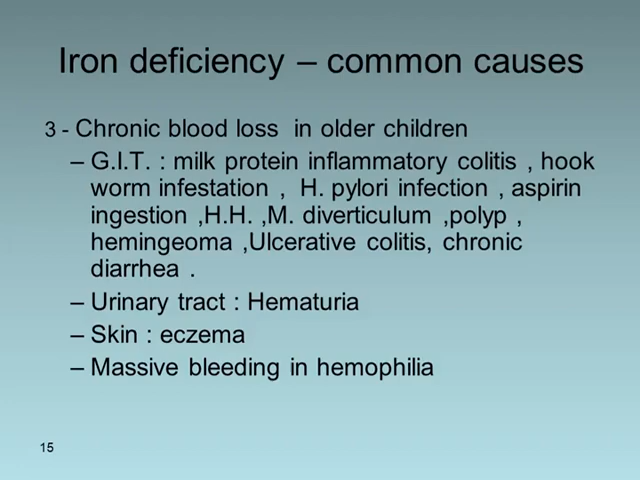 Iron deficiency – common causes
3 - Chronic blood loss in older children
– G.I.T. : milk protein inflammatory colitis , hook
worm infestation , H. pylori infection , aspirin
ingestion ,H.H. ,M. diverticulum ,polyp ,
hemingeoma ,Ulcerative colitis, chronic
diarrhea .
– Urinary tract : Hematuria
– Skin : eczema
– Massive bleeding in hemophilia
15